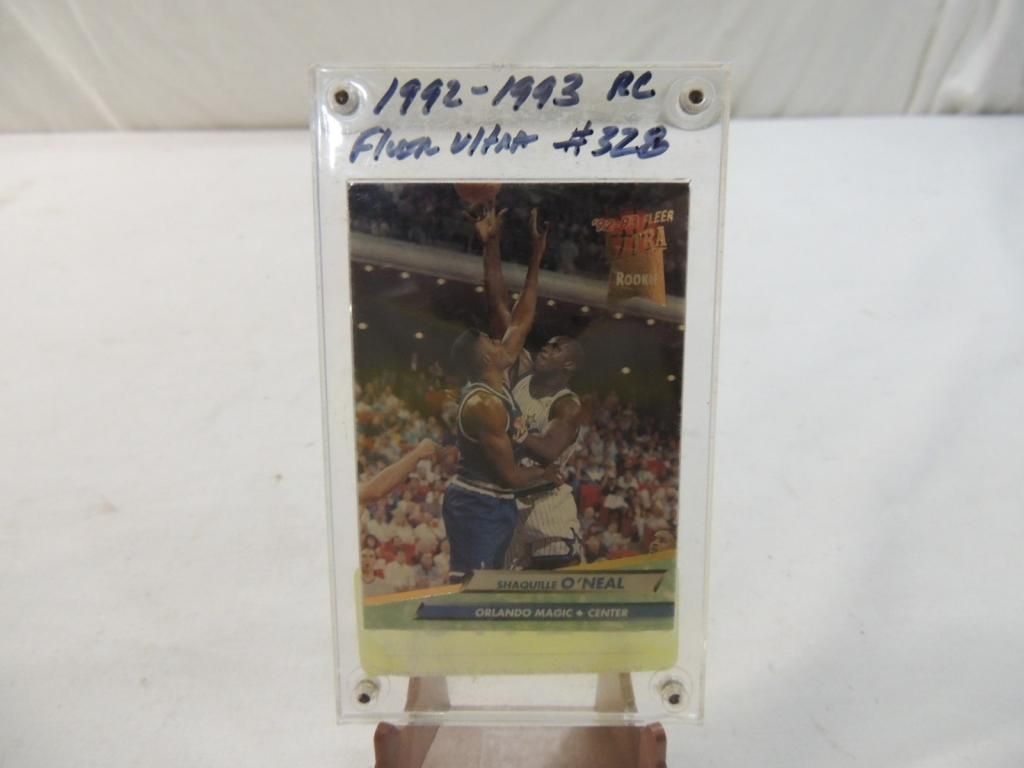 1992-1993 RC
Fleer Ultra #328
'92-93 FLEER
ULTRA
ROOKIE
SHAQUILLE O'NEAL
ORLANDO MAGIC ♦ CENTER